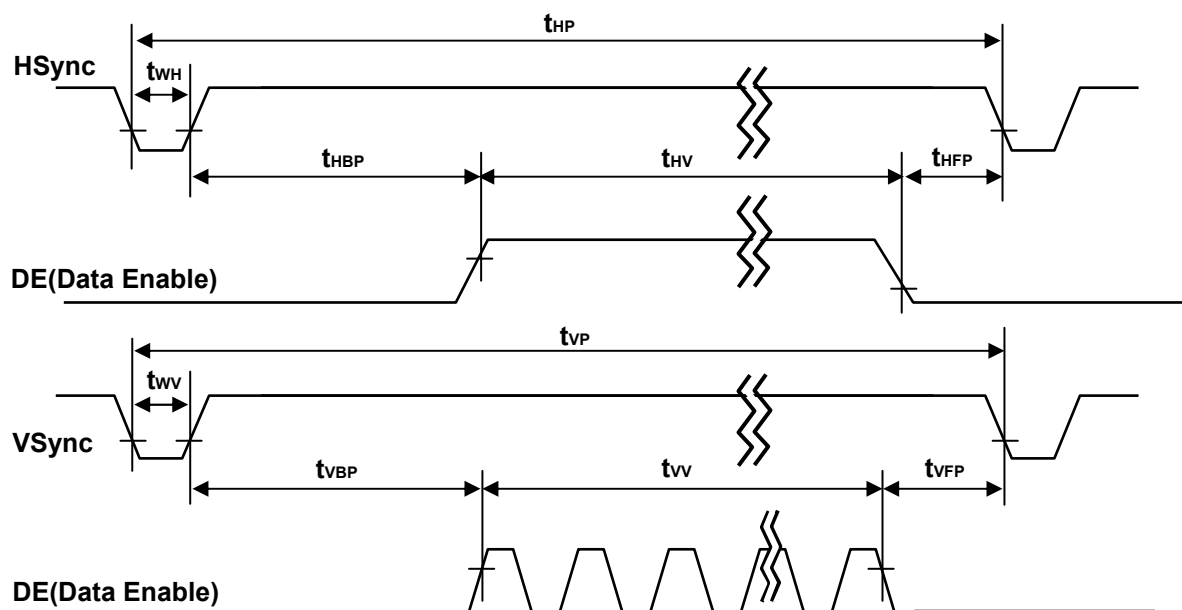 tHP
HSync
tWH
tHBP
tHV
tHFP
DE(Data Enable)
tVP
tWV
VSync
tVBP
tVV
tVFP
DE(Data Enable)